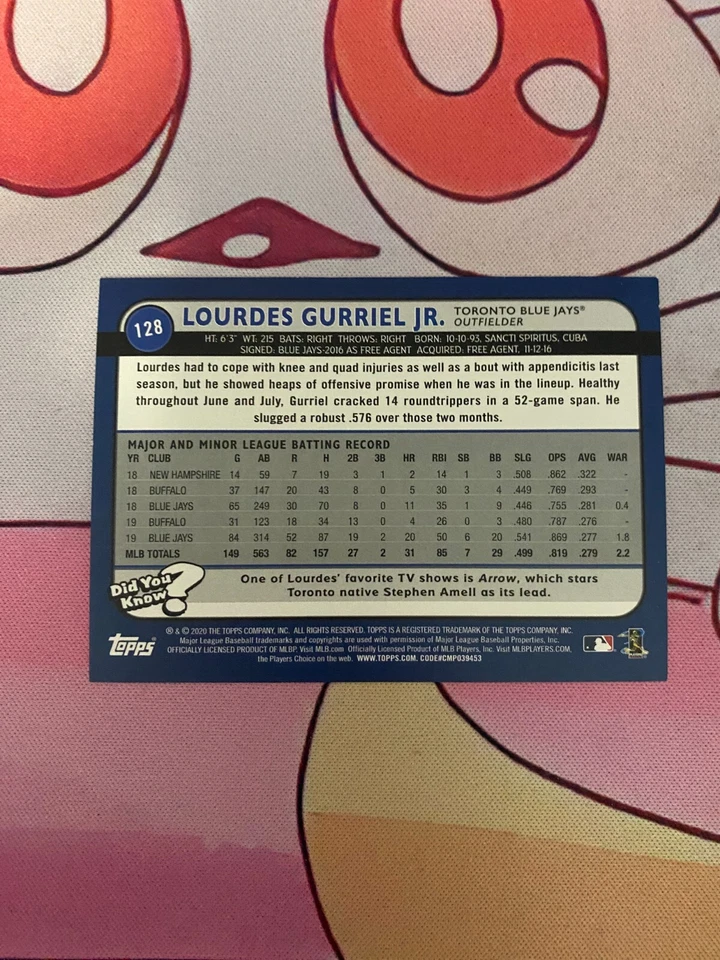 128
LOURDES GURRIEL JR. TORONTO BLUE JAYS®
OUTFIELDER
HT: 6'3" WT: 215 BATS: RIGHT THROWS: RIGHT BORN: 10-10-93, SANCTI SPIRITUS, CUBA
SIGNED: BLUE JAYS-2016 AS FREE AGENT ACQUIRED: FREE AGENT, 11-12-16
Lourdes had to cope with knee and quad injuries as well as a bout with appendicitis last
season, but he showed heaps of offensive promise when he was in the lineup. Healthy
throughout June and July, Gurriel cracked 14 roundtrippers in a 52-game span. He
slugged a robust .576 over those two months.
MAJOR AND MINOR LEAGUE BATTING RECORD
YR CLUB G AB R H 2B 3B HR RBI SB BB SLG OPS AVG WAR
18 NEW HAMPSHIRE 14 59 7 19 3 1 2 14 1 3 .508 .862 .322 -
18 BUFFALO 37 147 20 43 8 0 5 30 3 4 .449 .769 .293 -
18 BLUE JAYS 65 249 30 70 8 0 11 35 1 9 .446 .755 .281 0.4
19 BUFFALO 31 123 18 34 13 0 4 26 0 3 .480 .787 .276 -
19 BLUE JAYS 84 314 52 87 19 2 20 50 6 20 .541 .869 .277 1.8
MLB TOTALS 149 563 82 157 27 2 31 85 7 29 .499 .819 .279 2.2
Did You
Know?
One of Lourdes' favorite TV shows is Arrow, which stars
Toronto native Stephen Amell as its lead.
topps®
® & © 2020 THE TOPPS COMPANY, INC. ALL RIGHTS RESERVED. TOPPS IS A REGISTERED TRADEMARK OF THE TOPPS COMPANY, INC.
Major League Baseball trademarks and copyrights are used with permission of Major League Baseball Properties, Inc.
OFFICIALLY LICENSED PRODUCT OF MLBP. Visit MLB.com Officially Licensed Product of MLB Players, Inc. Visit MLBPLAYERS.COM,
the Players Choice on the web. WWW.TOPPS.COM. CODE#CMP039453